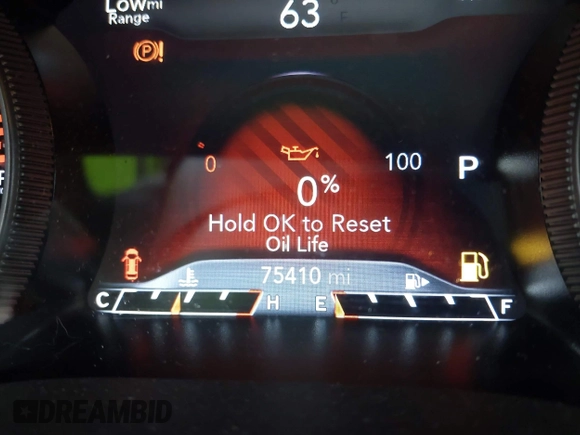 Low mi
Range
63 °F
P!
0
100
P
0%
Hold OK to Reset
Oil Life
75410 mi
C
H
E
F
DREAMBID